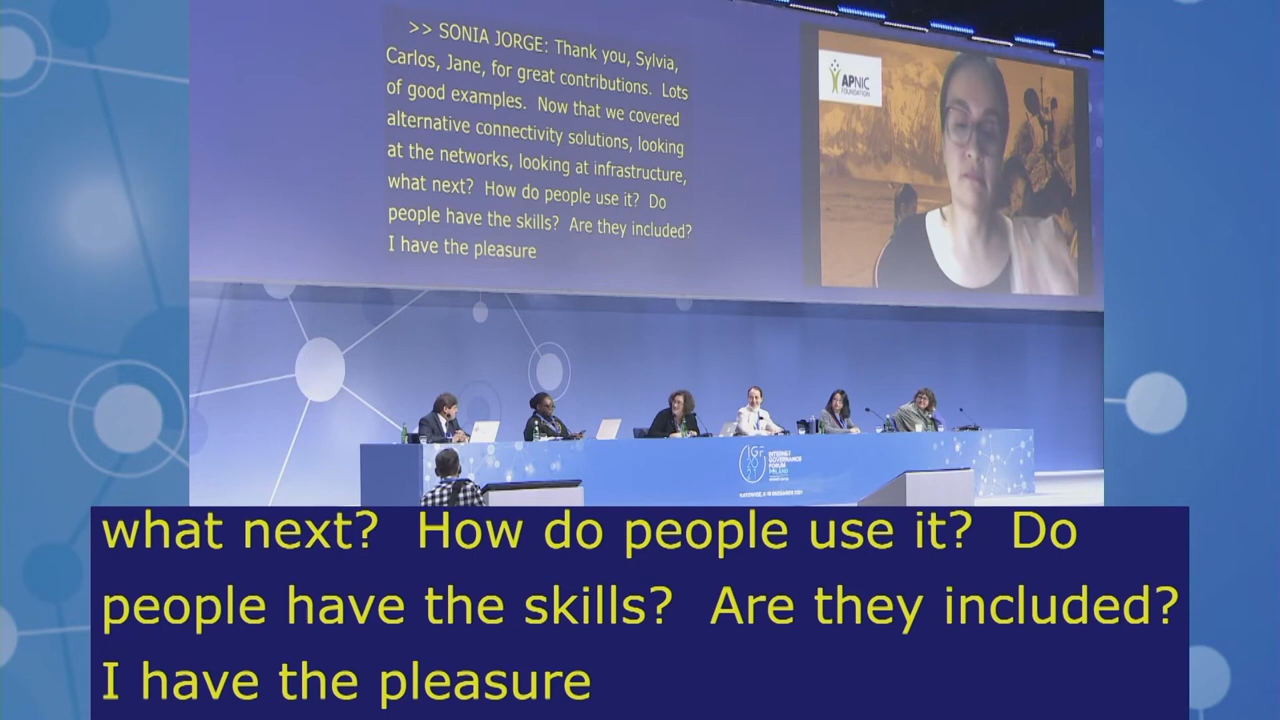 >> SONIA JORGE: Thank you, Sylvia,
Carlos, Jane, for great contributions. Lots
of good examples. Now that we covered
alternative connectivity solutions, looking
at the networks, looking at infrastructure,
what next? How do people use it? Do
people have the skills? Are they included?
I have the pleasure
APNIC
FOUNDATION
IGF
20
21
INTERNET
GOVERNANCE
FORUM
POLAND
what next? How do people use it? Do
people have the skills? Are they included?
I have the pleasure